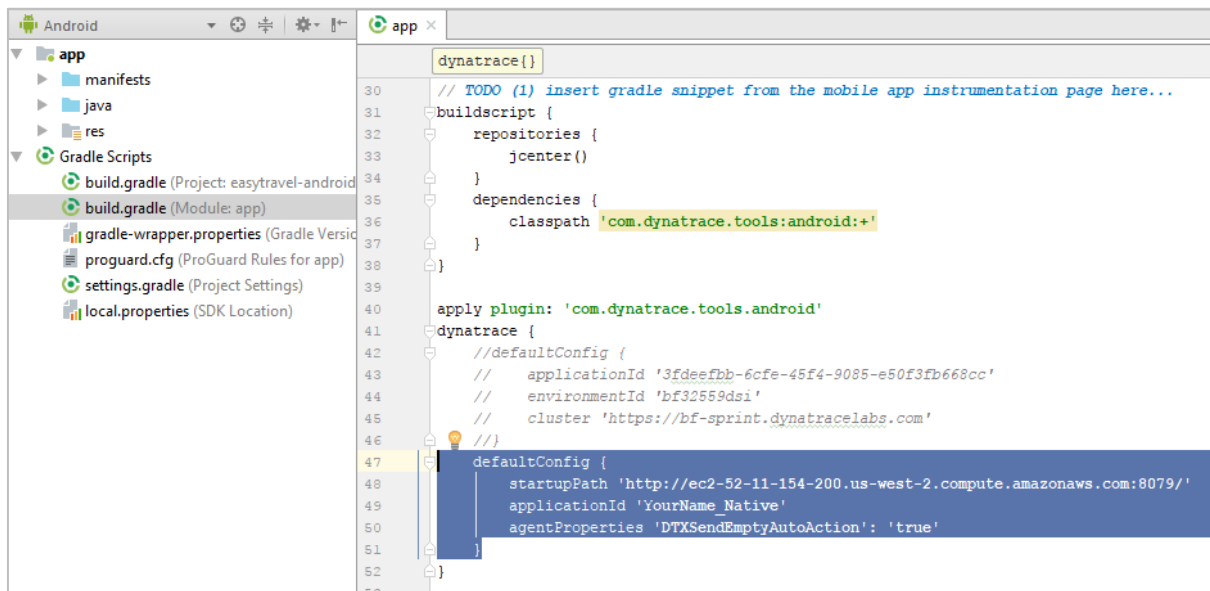 Android
app
manifests
java
res
Gradle Scripts
build.gradle (Project: easytravel-android
build.gradle (Module: app)
gradle-wrapper.properties (Gradle Versic
proguard.cfg (ProGuard Rules for app)
settings.gradle (Project Settings)
local.properties (SDK Location)
app
dynatrace{}
30 // TODO (1) insert gradle snippet from the mobile app instrumentation page here...
31 buildscript {
32 repositories {
33 jcenter()
34 }
35 dependencies {
36 classpath 'com.dynatrace.tools:android:+'
37 }
38 }
39
40 apply plugin: 'com.dynatrace.tools.android'
41 dynatrace {
42 //defaultConfig {
43 // applicationId '3fdeefbb-6cfe-45f4-9085-e50f3fb668cc'
44 // environmentId 'bf32559dsi'
45 // cluster 'https://bf-sprint.dynatracelabs.com'
46 //}
47 defaultConfig {
48 startupPath 'http://ec2-52-11-154-200.us-west-2.compute.amazonaws.com:8079/'
49 applicationId 'YourName_Native'
50 agentProperties 'DTXSendEmptyAutoAction': 'true'
51 }
52 }